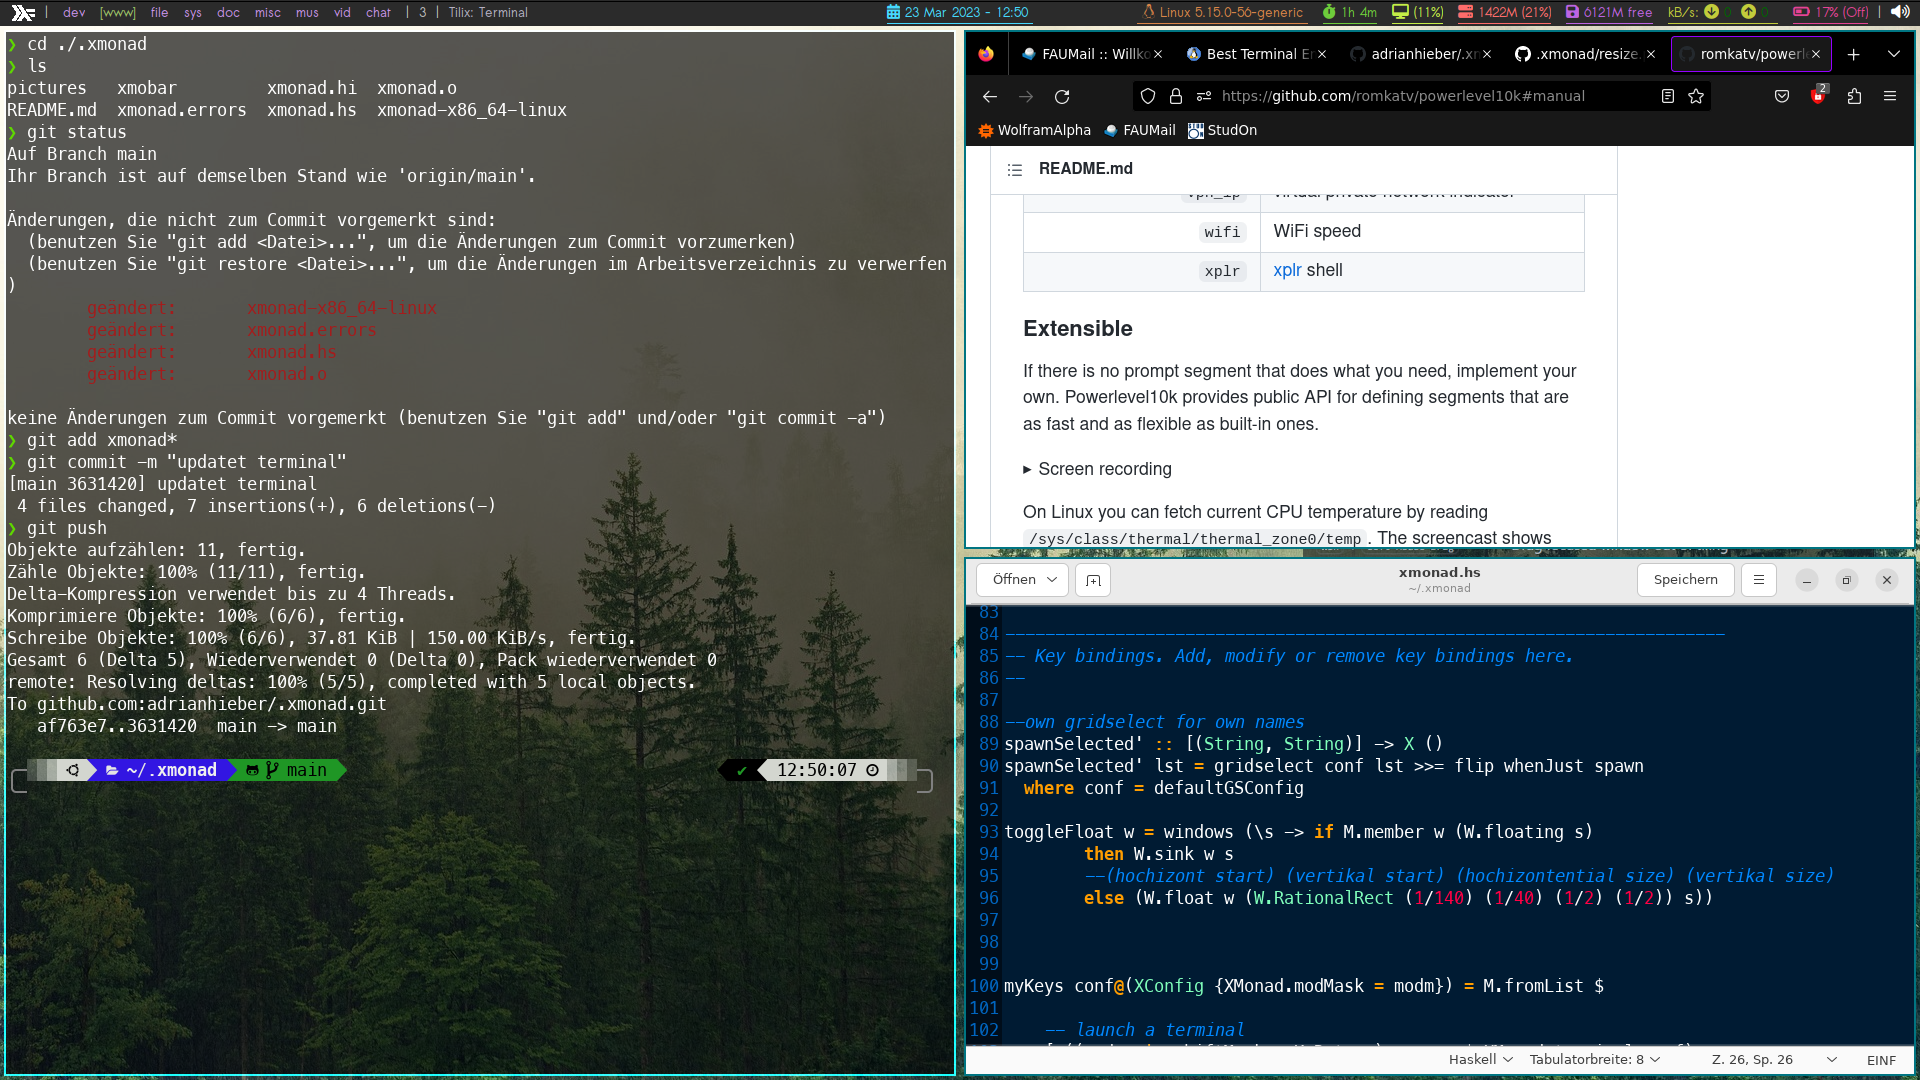 | dev [www] file sys doc misc mus vid chat | 3 | Tilix: Terminal
23 Mar 2023 - 12:50
Linux 5.15.0-56-generic 1h 4m (11%) 1422M (21%) 6121M free kB/s: 0 0 17% (Off) |
❯ cd ./.xmonad
❯ ls
pictures xmobar xmonad.hi xmonad.o
README.md xmonad.errors xmonad.hs xmonad-x86_64-linux
❯ git status
Auf Branch main
Ihr Branch ist auf demselben Stand wie 'origin/main'.
Änderungen, die nicht zum Commit vorgemerkt sind:
(benutzen Sie "git add <Datei>...", um die Änderungen zum Commit vorzumerken)
(benutzen Sie "git restore <Datei>...", um die Änderungen im Arbeitsverzeichnis zu verwerfen
)
geändert: xmonad-x86_64-linux
geändert: xmonad.errors
geändert: xmonad.hs
geändert: xmonad.o
keine Änderungen zum Commit vorgemerkt (benutzen Sie "git add" und/oder "git commit -a")
❯ git add xmonad*
❯ git commit -m "updatet terminal"
[main 3631420] updatet terminal
4 files changed, 7 insertions(+), 6 deletions(-)
❯ git push
Objekte aufzählen: 11, fertig.
Zähle Objekte: 100% (11/11), fertig.
Delta-Kompression verwendet bis zu 4 Threads.
Komprimiere Objekte: 100% (6/6), fertig.
Schreibe Objekte: 100% (6/6), 37.81 KiB | 150.00 KiB/s, fertig.
Gesamt 6 (Delta 5), Wiederverwendet 0 (Delta 0), Pack wiederverwendet 0
remote: Resolving deltas: 100% (5/5), completed with 5 local objects.
To github.com:adrianhieber/.xmonad.git
af763e7..3631420 main -> main
~/.xmonad main ✔ 12:50:07
FAUMail :: Willko Best Terminal Er adrianhieber/.xn .xmonad/resize. romkatv/powerle
https://github.com/romkatv/powerlevel10k#manual 2
WolframAlpha FAUMail StudOn
README.md
vpn_ip virtual private network indicator
wifi WiFi speed
xplr xplr shell
Extensible
If there is no prompt segment that does what you need, implement your
own. Powerlevel10k provides public API for defining segments that are
as fast and as flexible as built-in ones.
▸ Screen recording
On Linux you can fetch current CPU temperature by reading
/sys/class/thermal/thermal_zone0/temp . The screencast shows
Öffnen xmonad.hs Speichern
~/.xmonad
83
84 ------------------------------------------------------------------------
85 -- Key bindings. Add, modify or remove key bindings here.
86 --
87
88 --own gridselect for own names
89 spawnSelected' :: [(String, String)] -> X ()
90 spawnSelected' lst = gridselect conf lst >>= flip whenJust spawn
91 where conf = defaultGSConfig
92
93 toggleFloat w = windows (\s -> if M.member w (W.floating s)
94 then W.sink w s
95 --(hochizont start) (vertikal start) (hochizontential size) (vertikal size)
96 else (W.float w (W.RationalRect (1/140) (1/40) (1/2) (1/2)) s))
97
98
99
100 myKeys conf@(XConfig {XMonad.modMask = modm}) = M.fromList $
101
102 -- launch a terminal
Haskell Tabulatorbreite: 8 Z. 26, Sp. 26 EINF